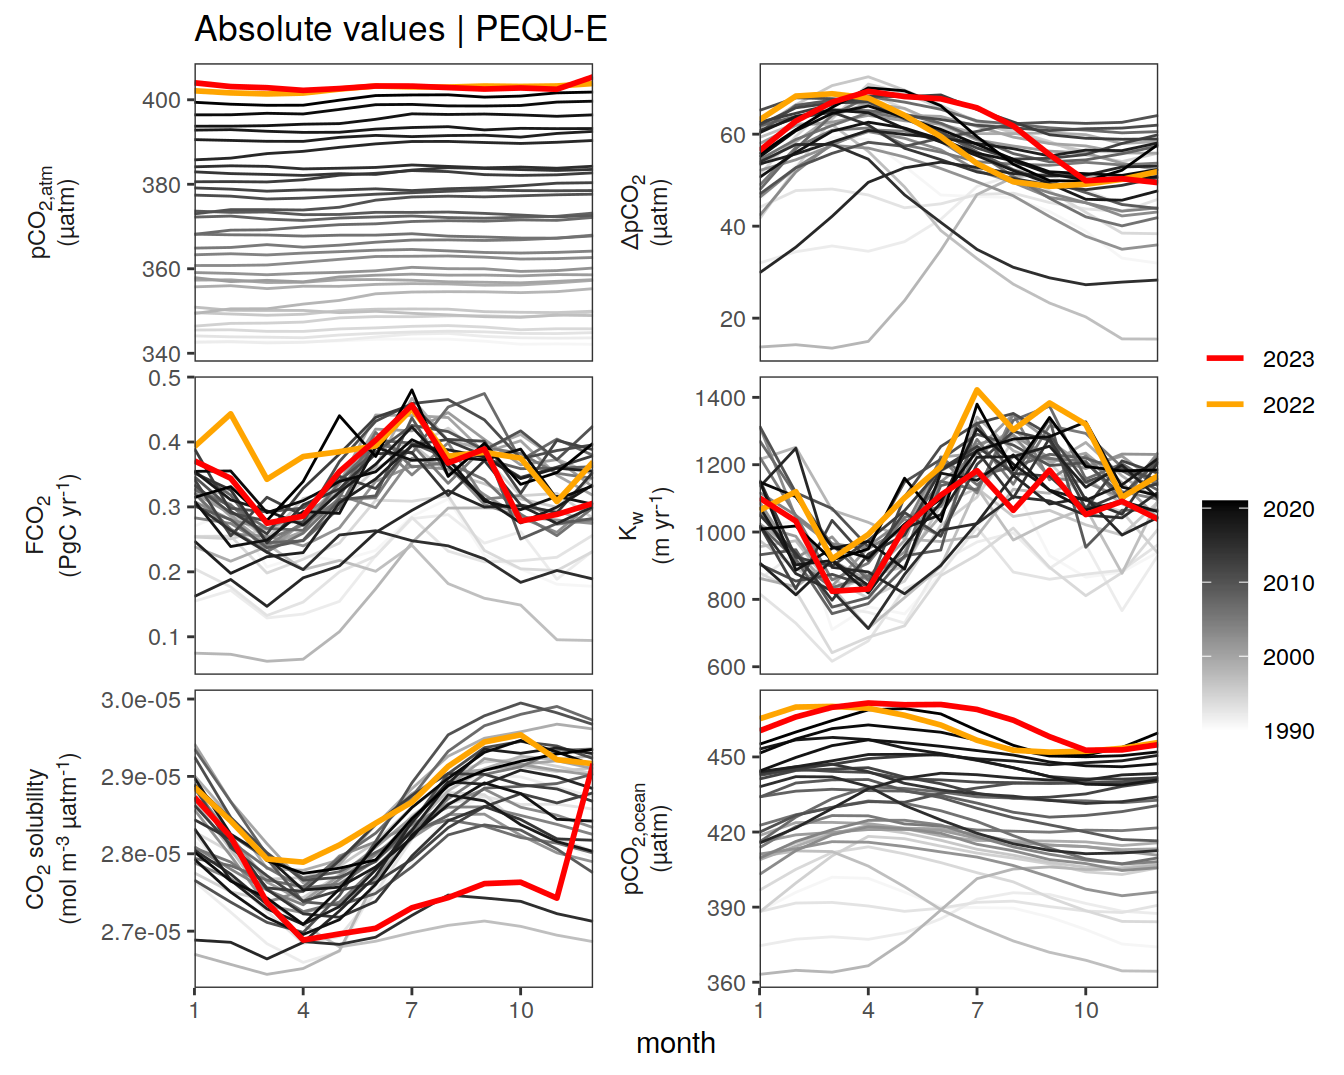 Absolute values | PEQU-E
pCO2,atm
(µatm)
400
380
360
340
ΔpCO2
(µatm)
60
40
20
FCO2
(PgC yr-1)
0.5
0.4
0.3
0.2
0.1
Kw
(m yr-1)
1400
1200
1000
800
600
CO2 solubility
(mol m-3 µatm-1)
3.0e-05
2.9e-05
2.8e-05
2.7e-05
1 4 7 10
pCO2,ocean
(µatm)
450
420
390
360
1 4 7 10
month
2023
2022
2020
2010
2000
1990